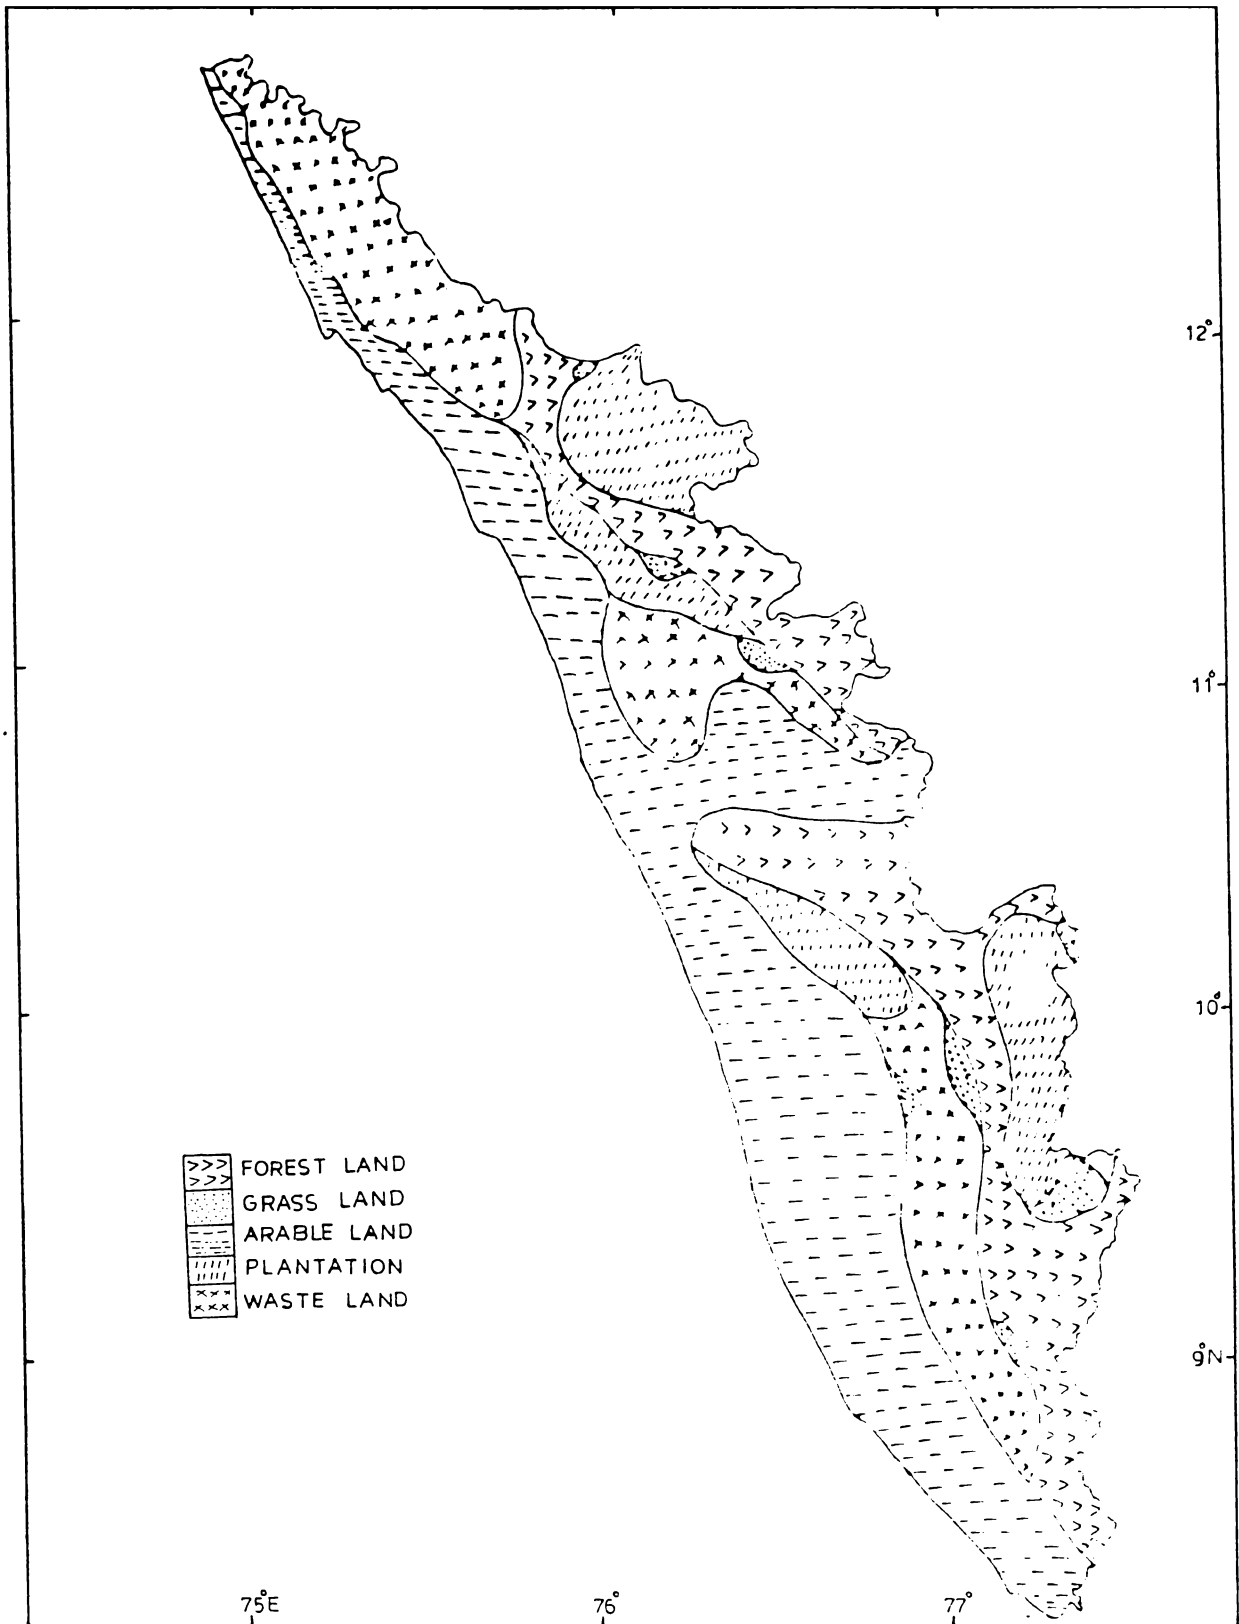 12°
11°
10°
FOREST LAND
GRASS LAND
ARABLE LAND
PLANTATION
WASTE LAND
9°N
75°E
76°
77°